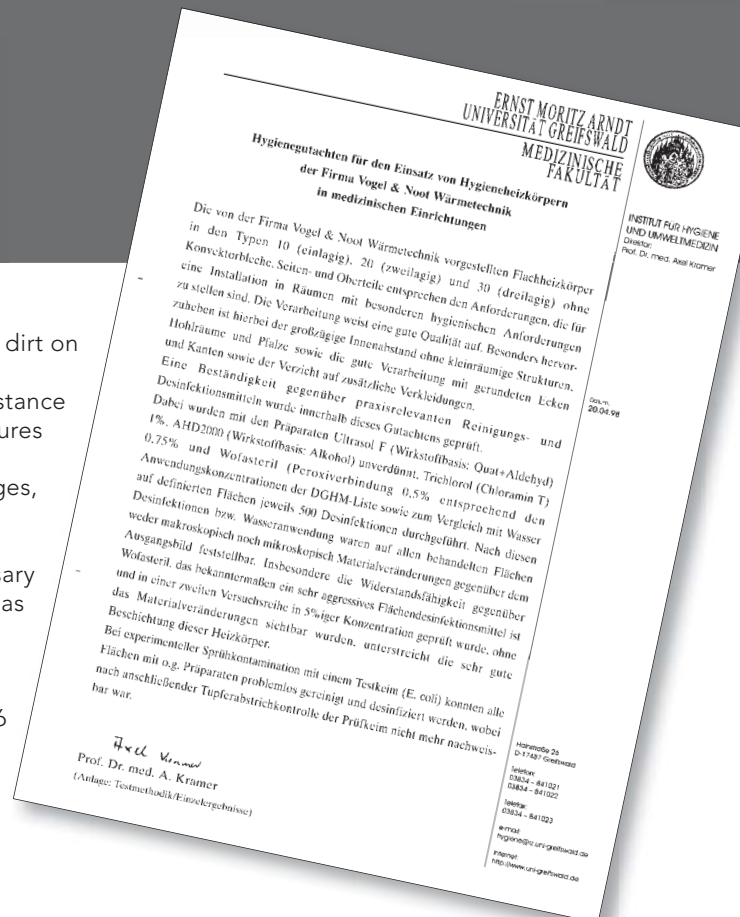 dirt on
stance
ures
ges,
sary
as
6
ERNST MORITZ ARNDT
UNIVERSITÄT GREIFSWALD
MEDIZINISCHE
FAKULTÄT
INSTITUT FÜR HYGIENE
UND UMWELTMEDIZIN
Direktor:
Prof. Dr. med. Axel Kramer
Hygienegutachten für den Einsatz von Hygieneheizkörpern
der Firma Vogel & Noot Wärmetechnik
in medizinischen Einrichtungen
Datum:
20.04.98
Die von der Firma Vogel & Noot Wärmetechnik vorgestellten Flachheizkörper
in den Typen 10 (einlagig), 20 (zweilagig) und 30 (dreilagig) ohne
Konvektorbleche, Seiten- und Oberteile entsprechen den Anforderungen, die für
eine Installation in Räumen mit besonderen hygienischen Anforderungen
zu stellen sind. Die Verarbeitung weist eine gute Qualität auf. Besonders hervor-
zuheben ist hierbei der großzügige Innenabstand ohne kleinräumige Strukturen,
Hohlräume und Pfalze sowie die gute Verarbeitung mit gerundeten Ecken
und Kanten sowie der Verzicht auf zusätzliche Verkleidungen.
Eine Beständigkeit gegenüber praxisrelevanten Reinigungs- und
Desinfektionsmitteln wurde innerhalb dieses Gutachtens geprüft.
Dabei wurden mit den Präparaten Ultrasol F (Wirkstoffbasis: Quat+Aldehyd)
1%, AHD2000 (Wirkstoffbasis: Alkohol) unverdünnt, Trichlorol (Chloramin T)
0.75% und Wofasteril (Peroxiverbindung 0,5% entsprechend den
Anwendungskonzentrationen der DGHM-Liste sowie zum Vergleich mit Wasser
auf definierten Flächen jeweils 500 Desinfektionen durchgeführt. Nach diesen
Desinfektionen bzw. Wasseranwendung waren auf allen behandelten Flächen
weder makroskopisch noch mikroskopisch Materialveränderungen gegenüber dem
Ausgangsbild feststellbar. Insbesondere die Widerstandsfähigkeit gegenüber
Wofasteril, das bekanntermaßen ein sehr aggressives Flächendesinfektionsmittel ist
und in einer zweiten Versuchsreihe in 5%iger Konzentration geprüft wurde, ohne
das Materialveränderungen sichtbar wurden, unterstreicht die sehr gute
Beschichtung dieser Heizkörper.
Bei experimenteller Sprühkontamination mit einem Testkeim (E. coli) konnten alle
Flächen mit o.g. Präparaten problemlos gereinigt und desinfiziert werden, wobei
nach anschließender Tupferabstrichkontrolle der Prüfkeim nicht mehr nachweis-
bar war.
Axel Kramer
Prof. Dr. med. A. Kramer
(Anlage: Testmethodik/Einzelergebnisse)
D-17487 Greifswald
Telefon:
03834 - 841021
03834 - 841022
Telefax:
03834 - 841023
e-mail:
hygiene@rz.uni-greifswald.de
Internet:
http://www.uni-greifswald.de